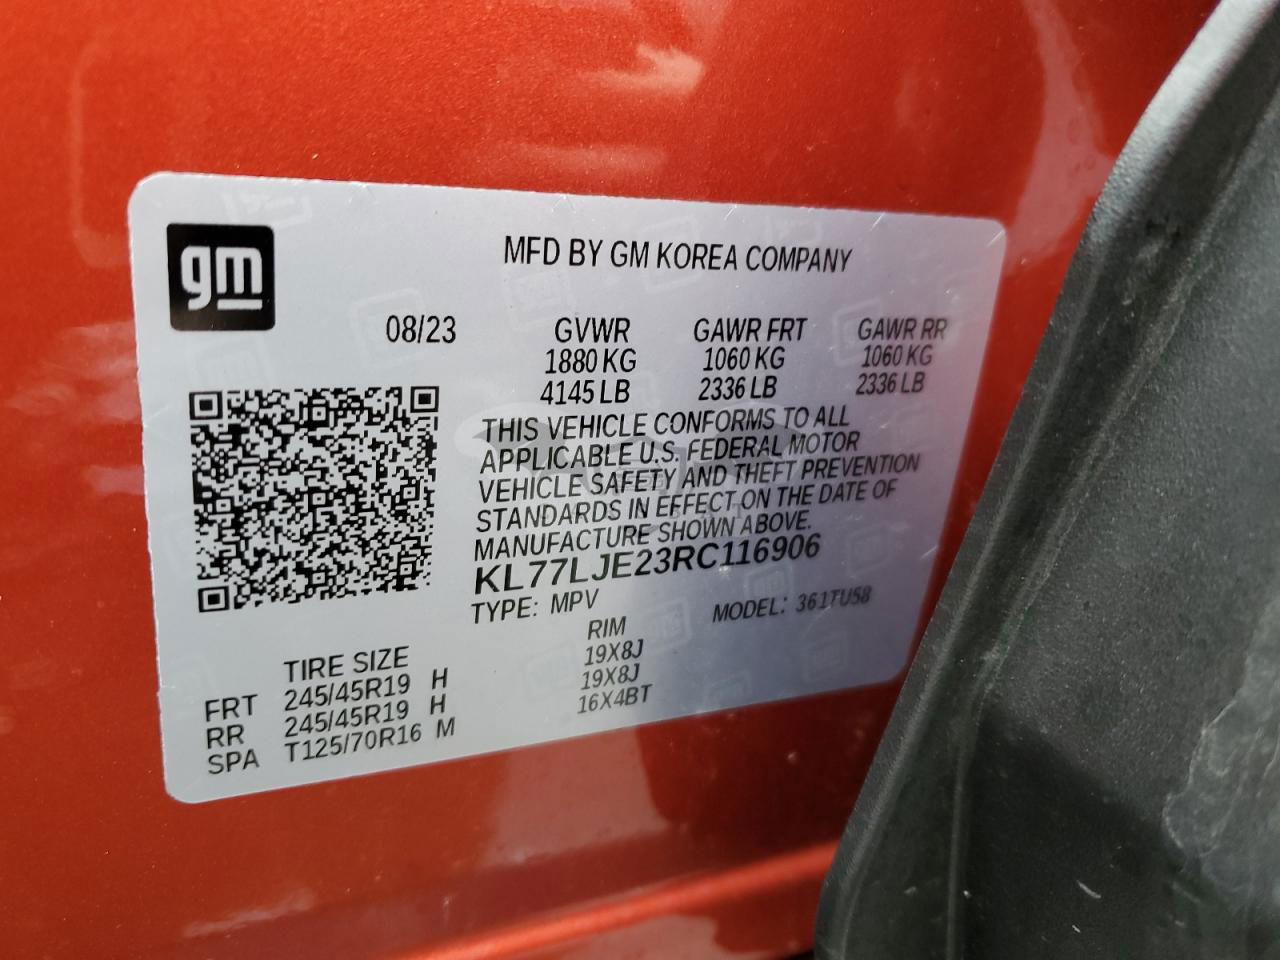 gm
MFD BY GM KOREA COMPANY
08/23 GVWR GAWR FRT GAWR RR
1880 KG 1060 KG 1060 KG
4145 LB 2336 LB 2336 LB
THIS VEHICLE CONFORMS TO ALL
APPLICABLE U.S. FEDERAL MOTOR
VEHICLE SAFETY AND THEFT PREVENTION
STANDARDS IN EFFECT ON THE DATE OF
MANUFACTURE SHOWN ABOVE.
KL77LJE23RC116906
TYPE: MPV MODEL: 361TU58
TIRE SIZE RIM
FRT 245/45R19 H 19X8J
RR 245/45R19 H 19X8J
SPA T125/70R16 M 16X4BT